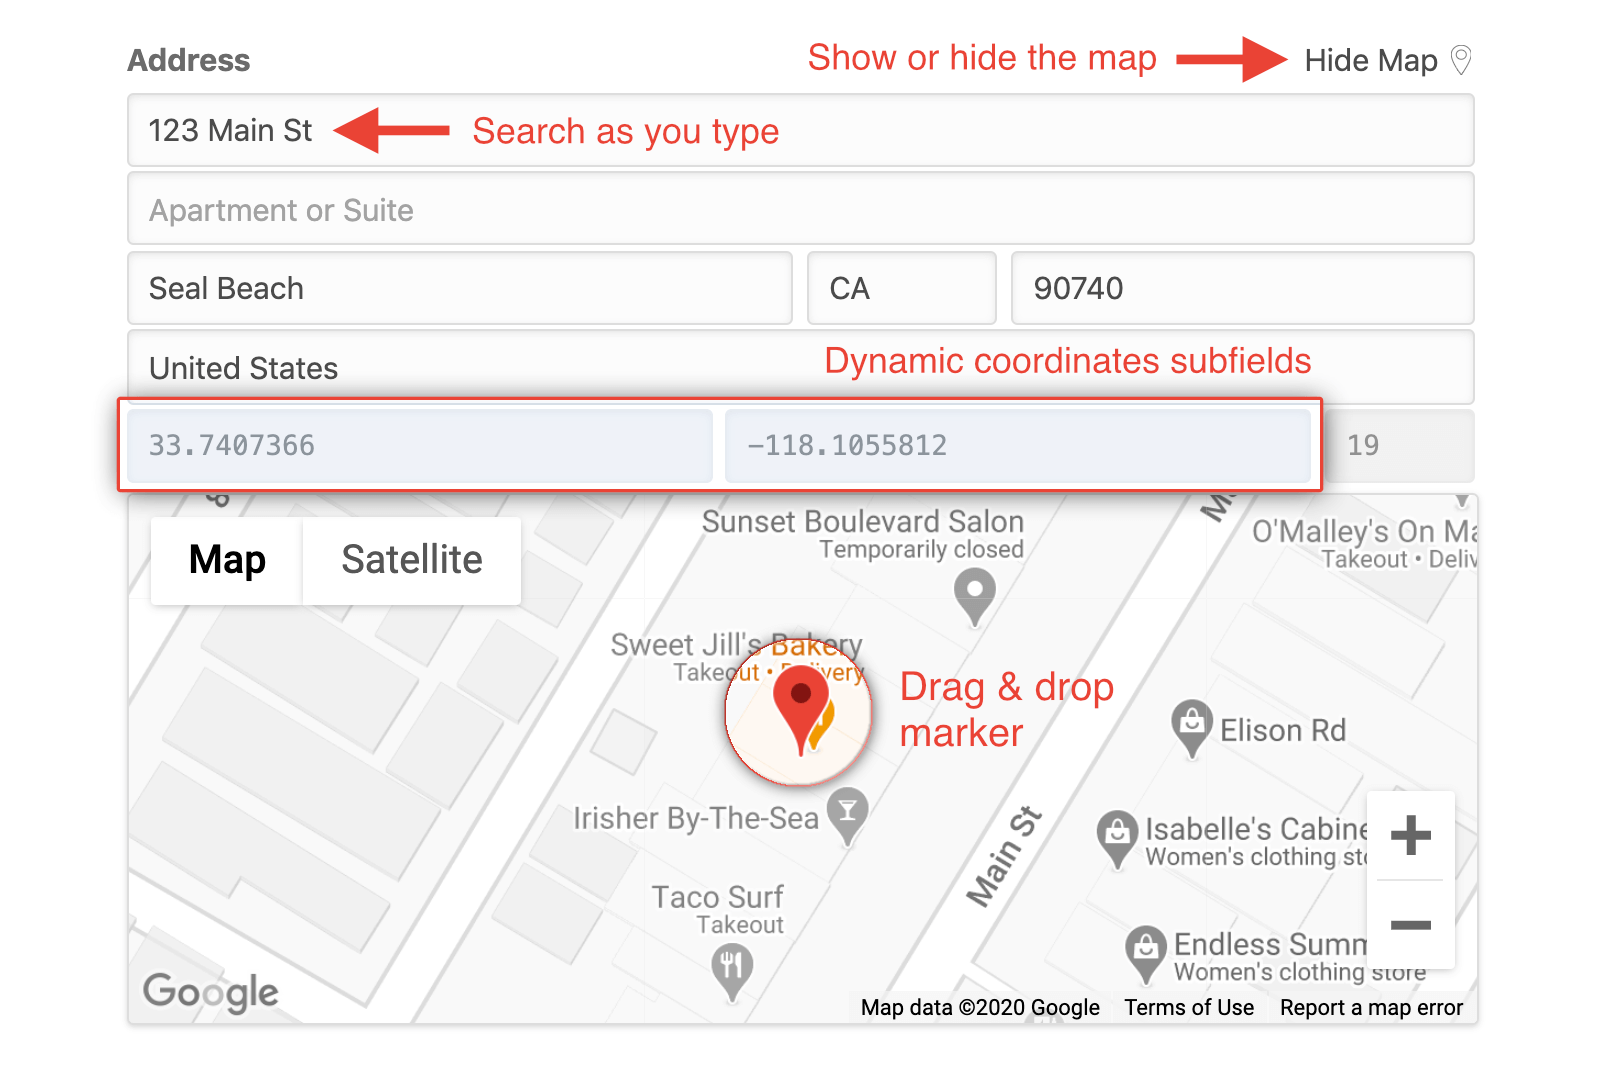 Address
Show or hide the map
Hide Map
123 Main St
Search as you type
Apartment or Suite
Seal Beach
CA
90740
United States
Dynamic coordinates subfields
33.7407366
-118.1055812
19
Map
Satellite
Sunset Boulevard Salon
Temporarily closed
O'Malley's On Ma
Takeout • Deliv
Sweet Jill's Bakery
Takeout • Delivery
Drag & drop
marker
Elison Rd
Irisher By-The-Sea
Main St
Isabelle's Cabine
Women's clothing sto
Taco Surf
Takeout
Endless Summ
Women's clothing store
Google
Map data ©2020 Google
Terms of Use
Report a map error